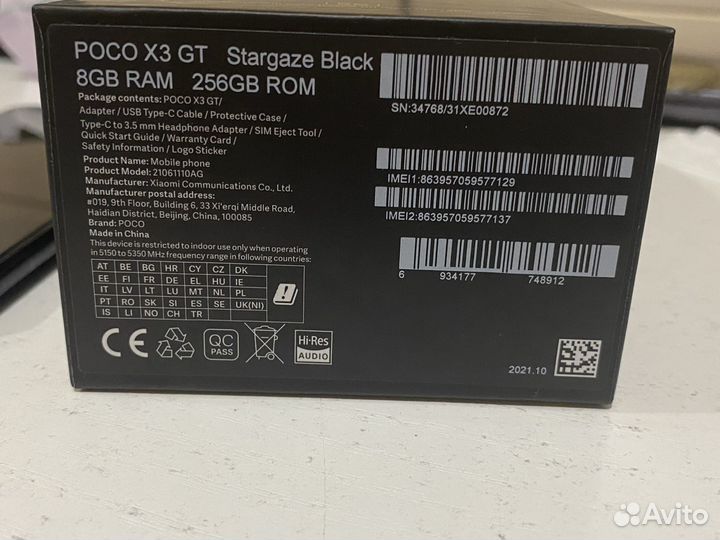 POCO X3 GT Stargaze Black
8GB RAM 256GB ROM
Package contents: POCO X3 GT/
Adapter / USB Type-C Cable / Protective Case /
Type-C to 3.5 mm Headphone Adapter / SIM Eject Tool /
Quick Start Guide / Warranty Card /
Safety Information / Logo Sticker
Product Name: Mobile phone
Product Model: 21061110AG
Manufacturer: Xiaomi Communications Co., Ltd.
Manufacturer postal address:
#019, 9th Floor, Building 6, 33 Xi'erqi Middle Road,
Haidian District, Beijing, China, 100085
Brand: POCO
Made in China
This device is restricted to indoor use only when operating
in 5150 to 5350 MHz frequency range in following countries:
AT BE BG HR CY CZ DK
EE FI FR DE EL HU IE
IT LV LT LU MT NL PL
PT RO SK SI ES SE UK(NI)
IS LI NO CH TR
CE
QC
PASS
Hi-Res
AUDIO
SN:34768/31XE00872
IMEI1:863957059577129
IMEI2:863957059577137
6 934177 748912
2021.10
Avito